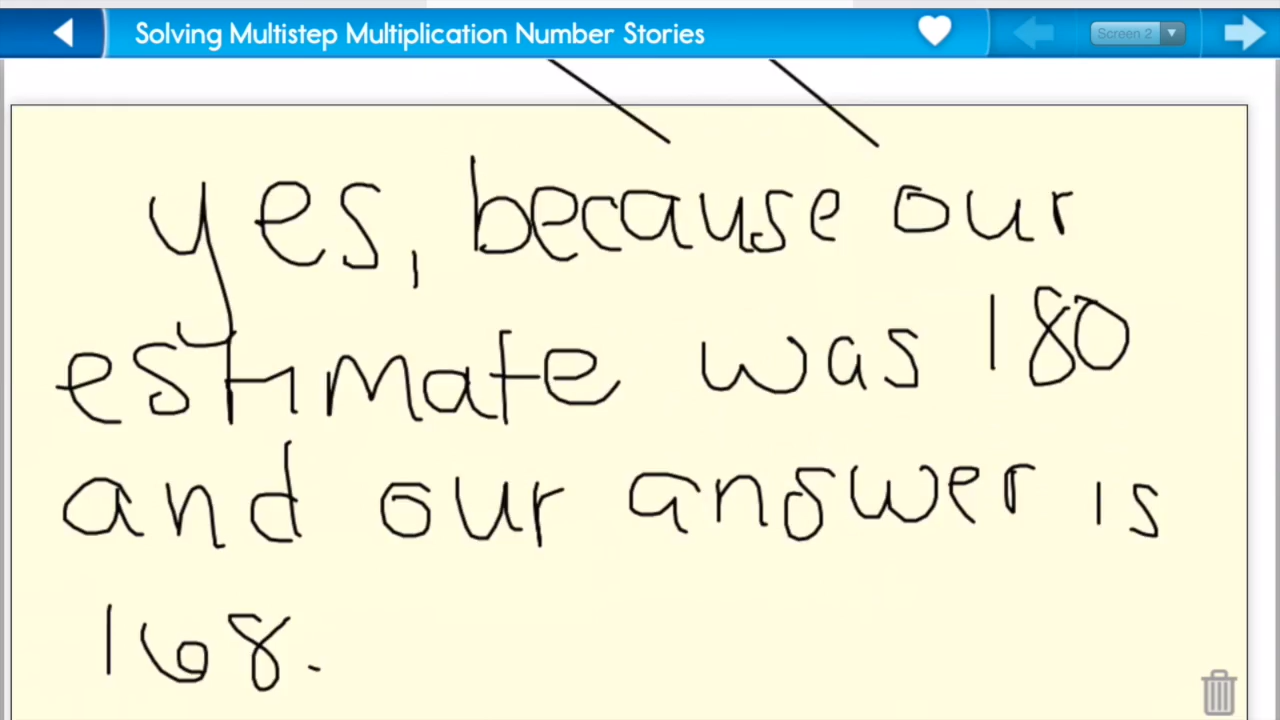 Solving Multistep Multiplication Number Stories
Screen 2
yes, because our
estimate was 180
and our answer is
168.